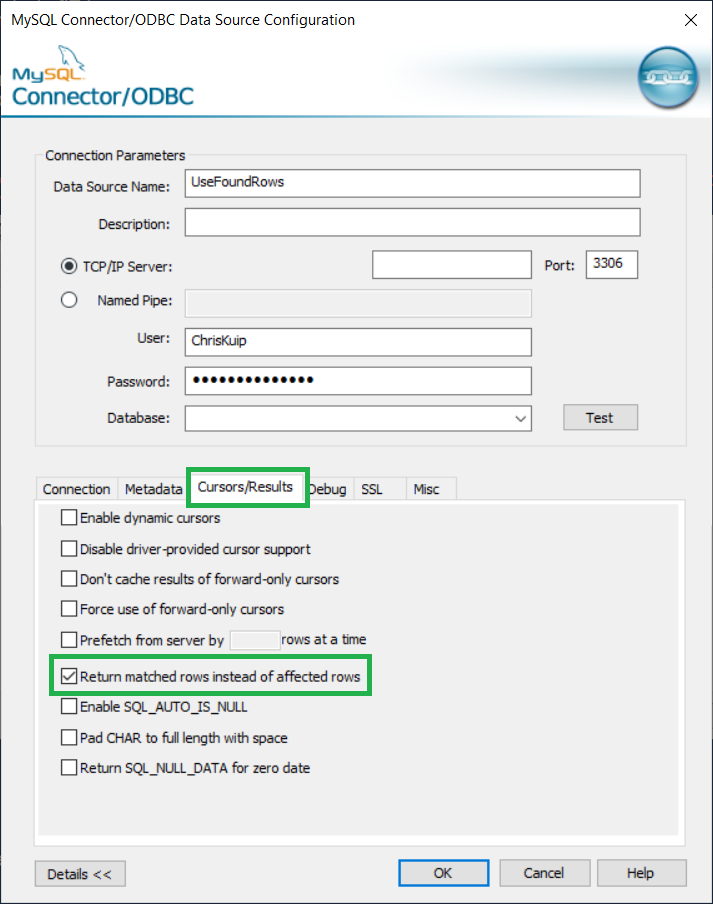 MySQL Connector/ODBC Data Source Configuration
MySQL
Connector/ODBC
Connection Parameters
Data Source Name: UseFoundRows
Description:
TCP/IP Server: Port: 3306
Named Pipe:
User: ChrisKuip
Password: ••••••••••••••
Database: Test
Connection Metadata Cursors/Results Debug SSL Misc
Enable dynamic cursors
Disable driver-provided cursor support
Don't cache results of forward-only cursors
Force use of forward-only cursors
Prefetch from server by rows at a time
Return matched rows instead of affected rows
Enable SQL_AUTO_IS_NULL
Pad CHAR to full length with space
Return SQL_NULL_DATA for zero date
Details << OK Cancel Help